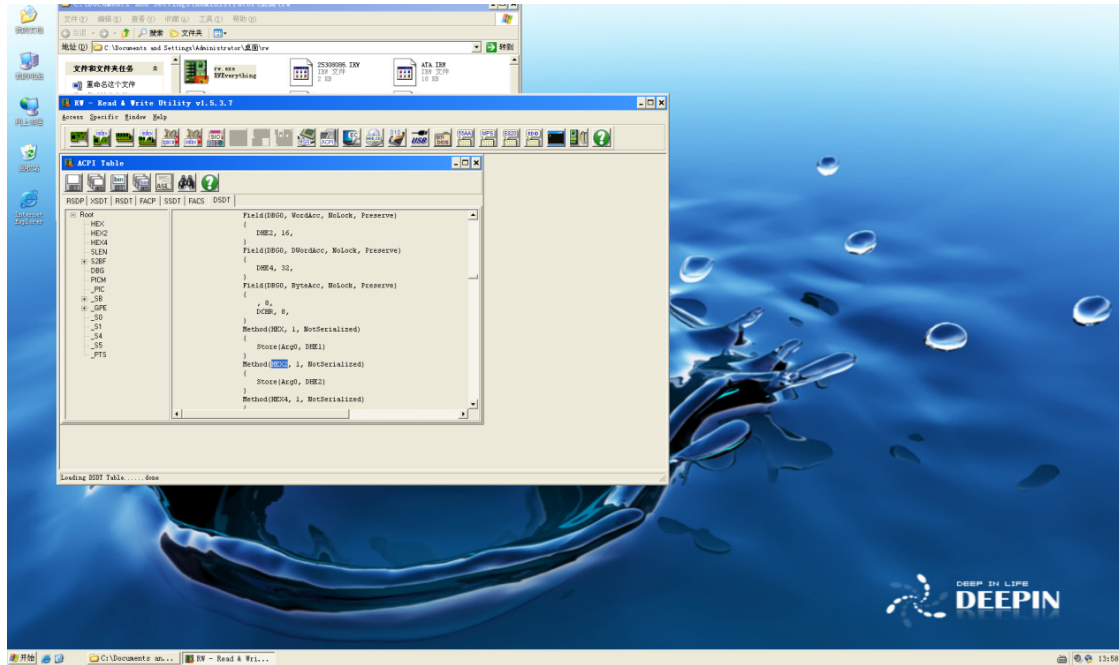 我的文档
我的电脑
网上邻居
回收站
Internet
Explorer
C:\Documents and Settings\Administrator\桌面\rw
文件(F) 编辑(E) 查看(V) 收藏(A) 工具(T) 帮助(H)
后退
搜索
文件夹
地址(D)
C:\Documents and Settings\Administrator\桌面\rw
转到
文件和文件夹任务
重命名这个文件
rw.exe
RWEverything
25308086.IRW
IRW 文件
2 KB
ATA.IRW
IRW 文件
10 KB
RW - Read & Write Utility v1.5.3.7
Access Specific Window Help
ACPI Table
RSDP XSDT RSDT FACP SSDT FACS DSDT
Root
HEX
HEX2
HEX4
SLEN
S2BF
DBG
PICM
_PIC
_SB
_GPE
_S0
_S1
_S4
_S5
_PTS
Field(DBG0, WordAcc, NoLock, Preserve)
{
DHE2, 16,
}
Field(DBG0, DWordAcc, NoLock, Preserve)
{
DHE4, 32,
}
Field(DBG0, ByteAcc, NoLock, Preserve)
{
, 8,
DCHR, 8,
}
Method(HEX, 1, NotSerialized)
{
Store(Arg0, DHE1)
}
Method(HEX2, 1, NotSerialized)
{
Store(Arg0, DHE2)
}
Method(HEX4, 1, NotSerialized)
Loading DSDT Table......done
DEEP IN LIFE
DEEPIN
开始
C:\Documents an...
RW - Read & Wri...
13:58